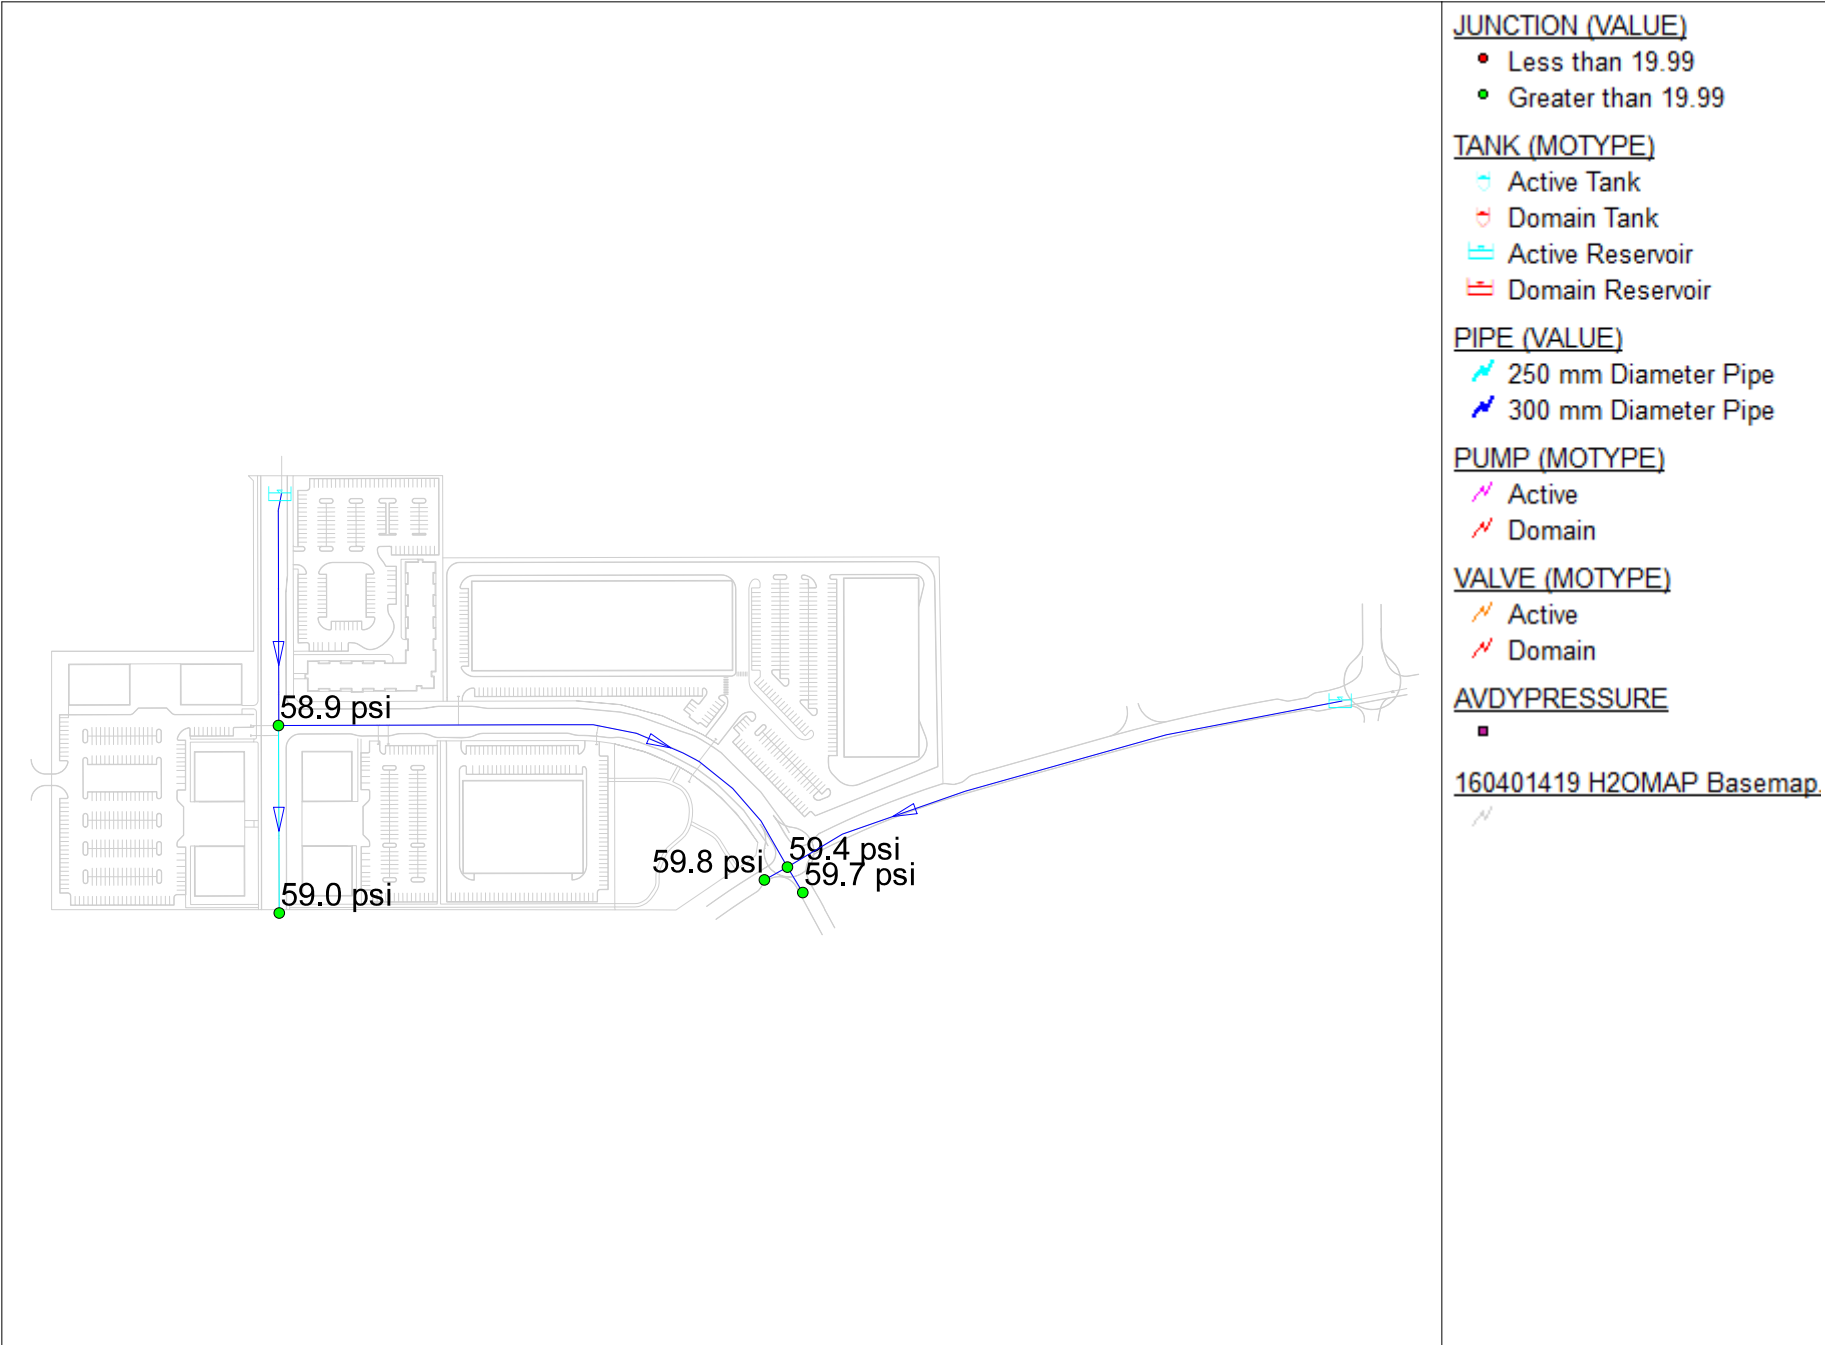 JUNCTION (VALUE)
Less than 19.99
Greater than 19.99
TANK (MOTYPE)
Active Tank
Domain Tank
Active Reservoir
Domain Reservoir
PIPE (VALUE)
250 mm Diameter Pipe
300 mm Diameter Pipe
PUMP (MOTYPE)
Active
Domain
VALVE (MOTYPE)
Active
Domain
AVDYPRESSURE
160401419 H2OMAP Basemap.
58.9 psi
59.4 psi
59.8 psi
59.7 psi
59.0 psi